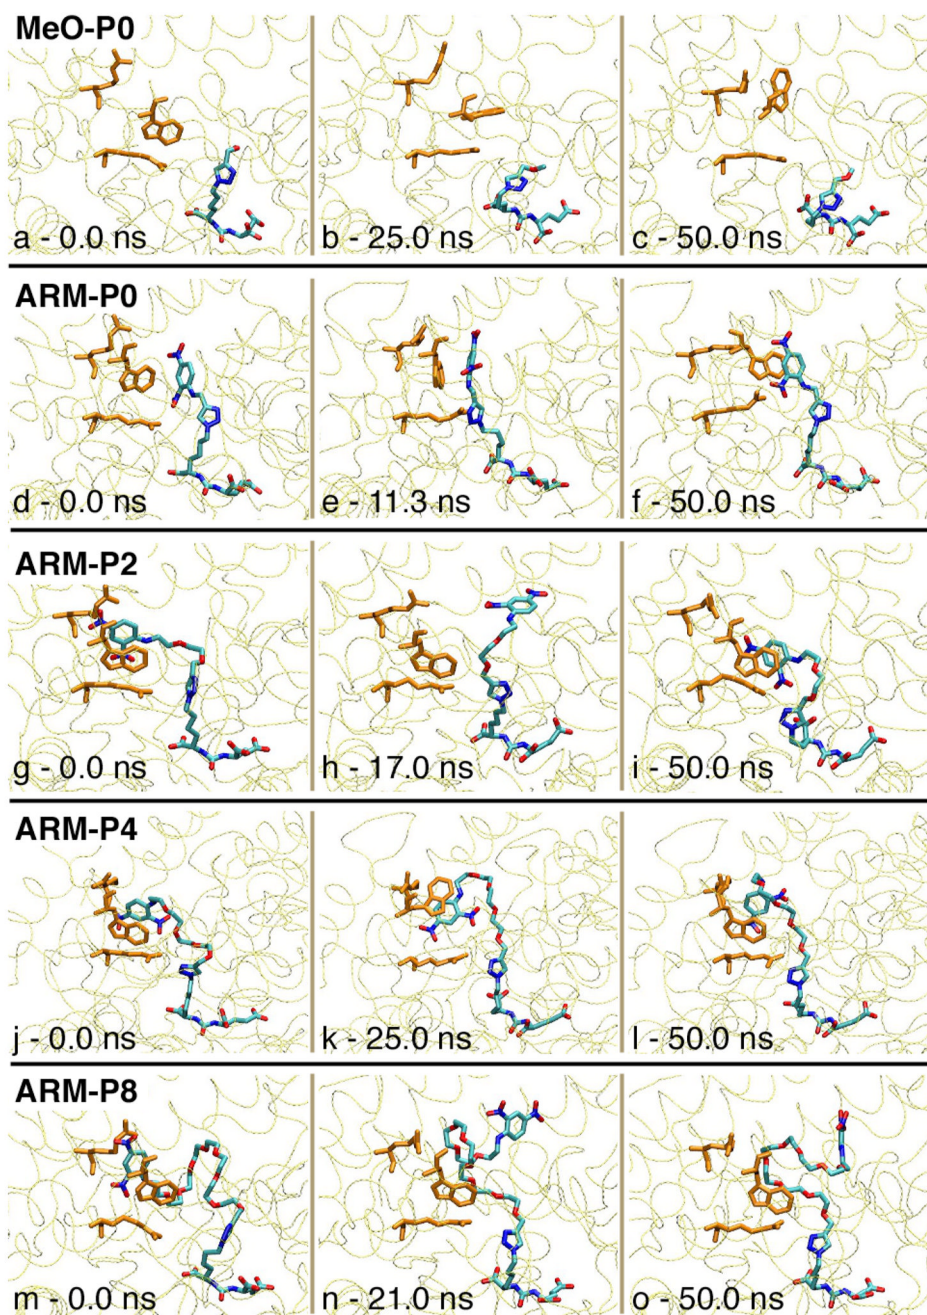 MeO-P0
a - 0.0 ns
b - 25.0 ns
c - 50.0 ns
ARM-P0
d - 0.0 ns
e - 11.3 ns
f - 50.0 ns
ARM-P2
g - 0.0 ns
h - 17.0 ns
i - 50.0 ns
ARM-P4
j - 0.0 ns
k - 25.0 ns
l - 50.0 ns
ARM-P8
m - 0.0 ns
n - 21.0 ns
o - 50.0 ns